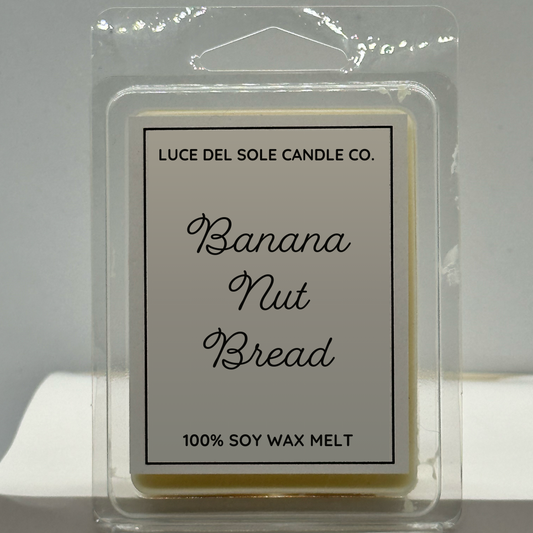 LUCE DEL SOLE CANDLE CO.
Banana
Nut
Bread
100% SOY WAX MELT